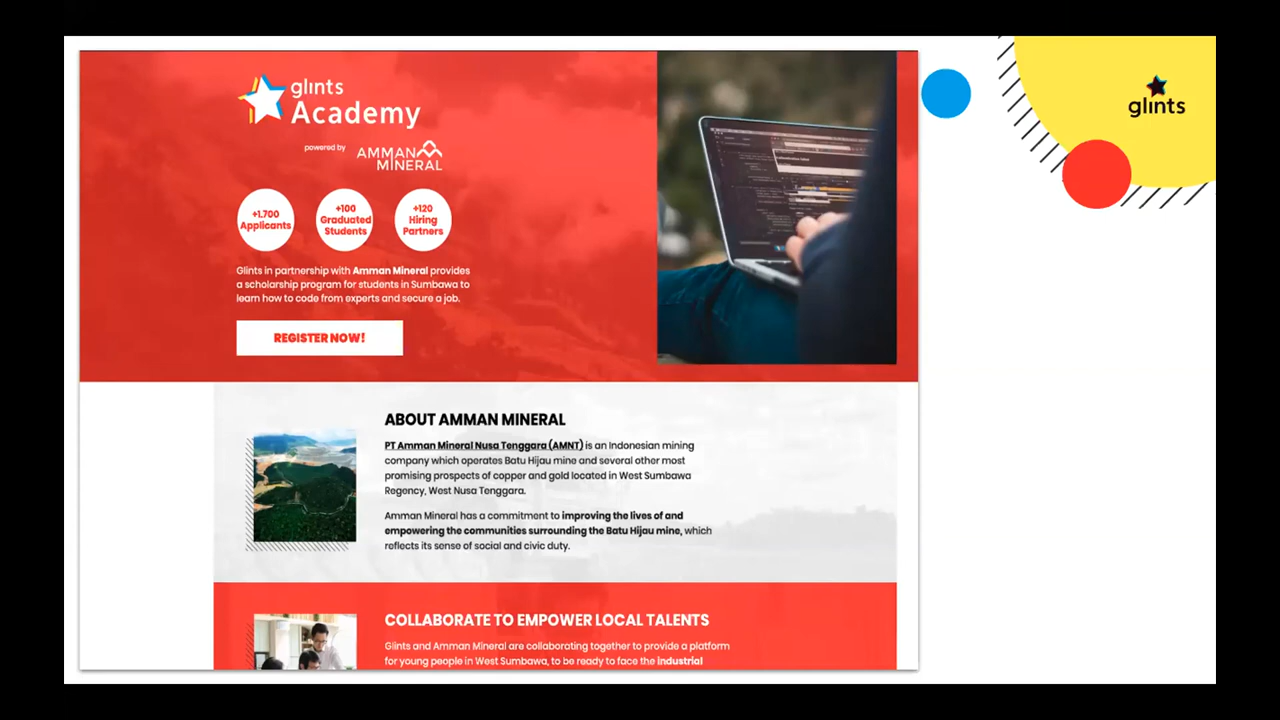 glints
Academy
powered by
AMMAN
MINERAL
+1.700
Applicants
+100
Graduated
Students
+120
Hiring
Partners
Glints in partnership with Amman Mineral provides
a scholarship program for students in Sumbawa to
learn how to code from experts and secure a job.
REGISTER NOW!
glints
ABOUT AMMAN MINERAL
PT Amman Mineral Nusa Tenggara (AMNT) is an Indonesian mining
company which operates Batu Hijau mine and several other most
promising prospects of copper and gold located in West Sumbawa
Regency, West Nusa Tenggara.
Amman Mineral has a commitment to improving the lives of and
empowering the communities surrounding the Batu Hijau mine, which
reflects its sense of social and civic duty.
COLLABORATE TO EMPOWER LOCAL TALENTS
Glints and Amman Mineral are collaborating together to provide a platform
for young people in West Sumbawa, to be ready to face the industrial